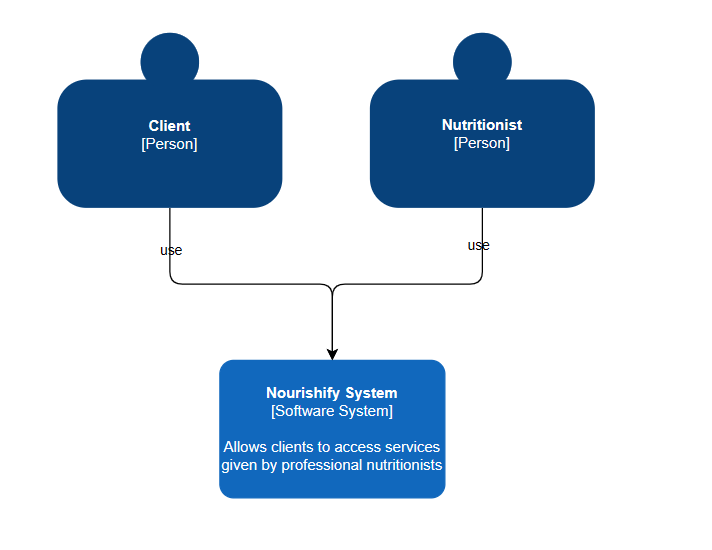 Client
[Person]
Nutritionist
[Person]
use
use
Nourishify System
[Software System]
Allows clients to access services
given by professional nutritionists